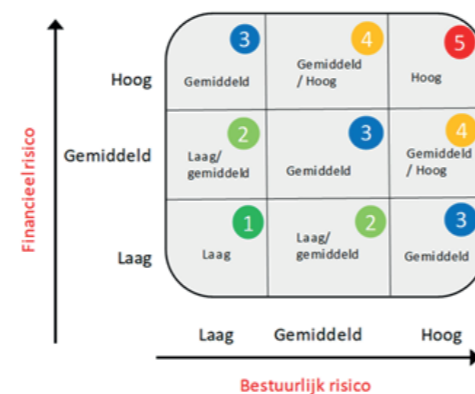 Financieel risico
3
4
5
Hoog
Gemiddeld
Gemiddeld
/ Hoog
Hoog
2
3
4
Gemiddeld
Laag/
gemiddeld
Gemiddeld
Gemiddeld
/ Hoog
1
2
3
Laag
Laag
Laag/
gemiddeld
Gemiddeld
Laag
Gemiddeld
Hoog
Bestuurlijk risico